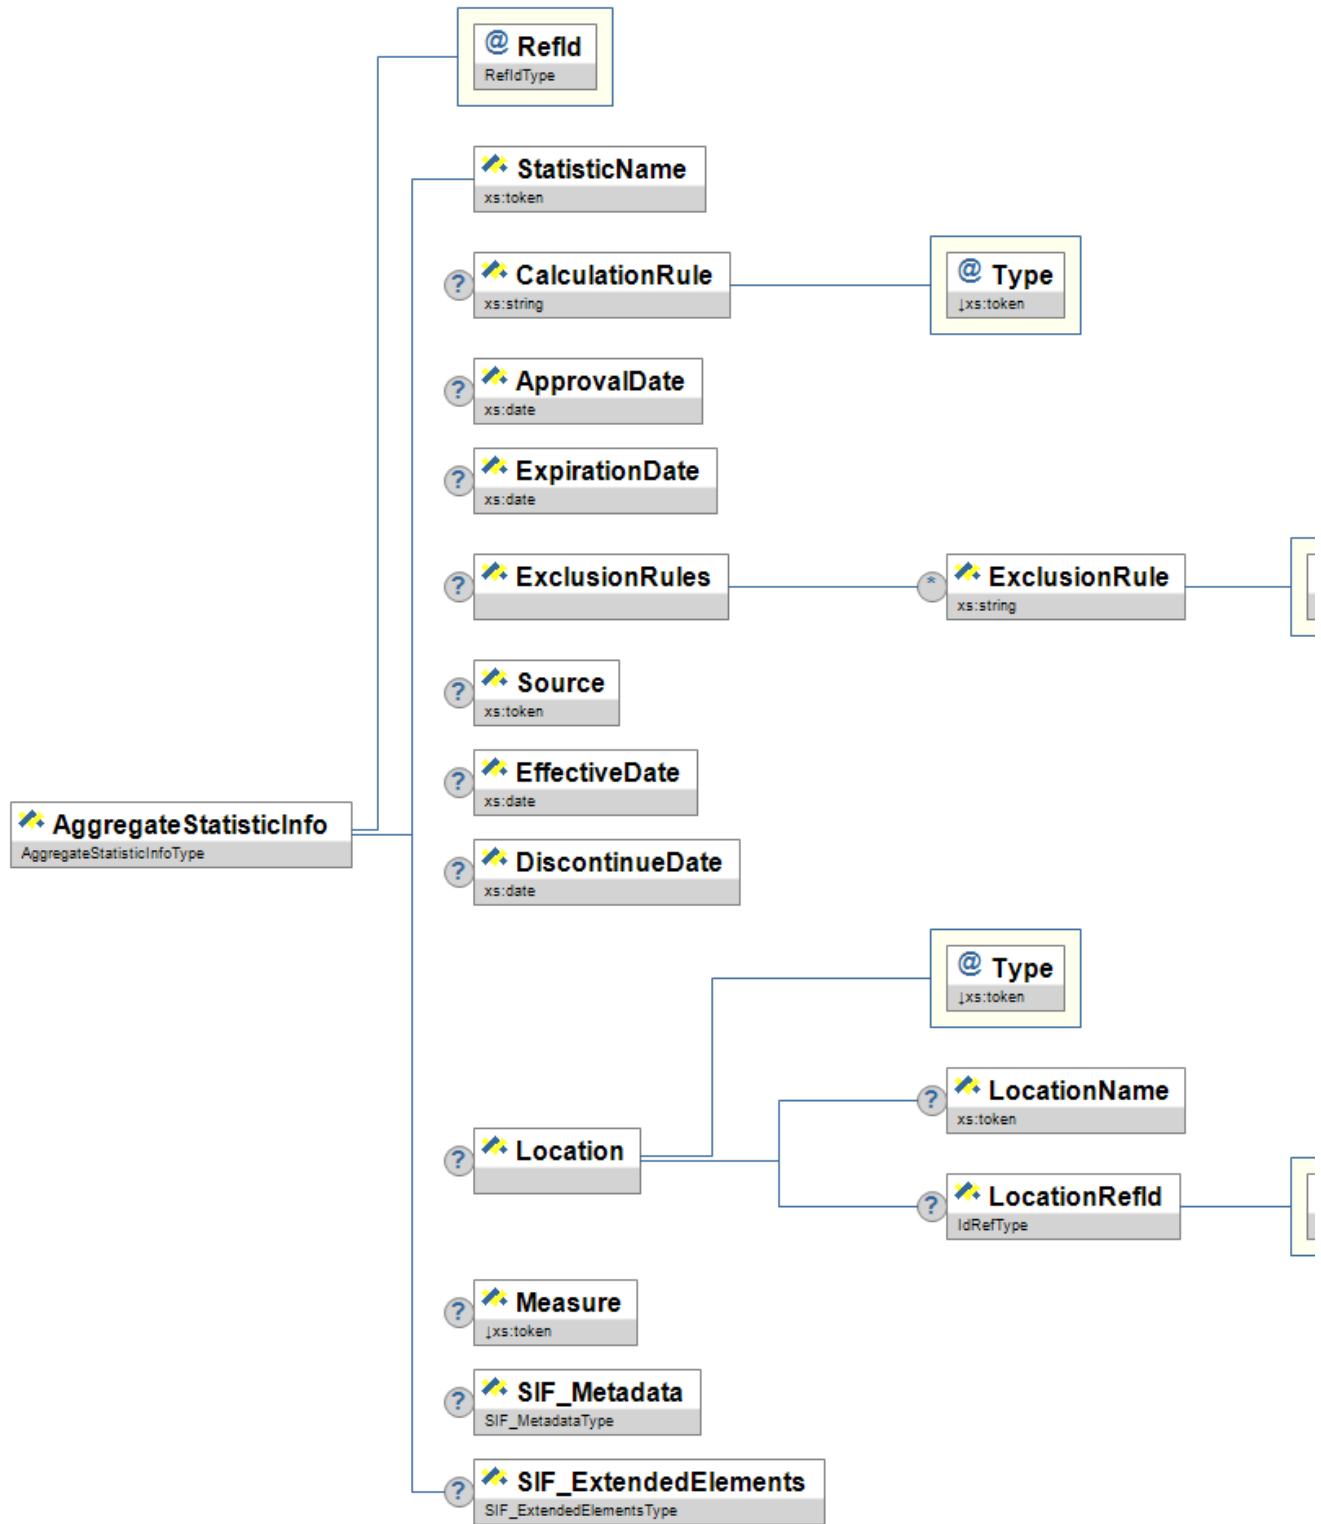 @ RefId
RefIdType
StatisticName
xs:token
? CalculationRule
xs:string
@ Type
↓xs:token
? ApprovalDate
xs:date
? ExpirationDate
xs:date
? ExclusionRules
* ExclusionRule
xs:string
? Source
xs:token
? EffectiveDate
xs:date
AggregateStatisticInfo
AggregateStatisticInfoType
? DiscontinueDate
xs:date
@ Type
↓xs:token
? LocationName
xs:token
? Location
? LocationRefId
IdRefType
? Measure
↓xs:token
? SIF_Metadata
SIF_MetadataType
? SIF_ExtendedElements
SIF_ExtendedElementsType